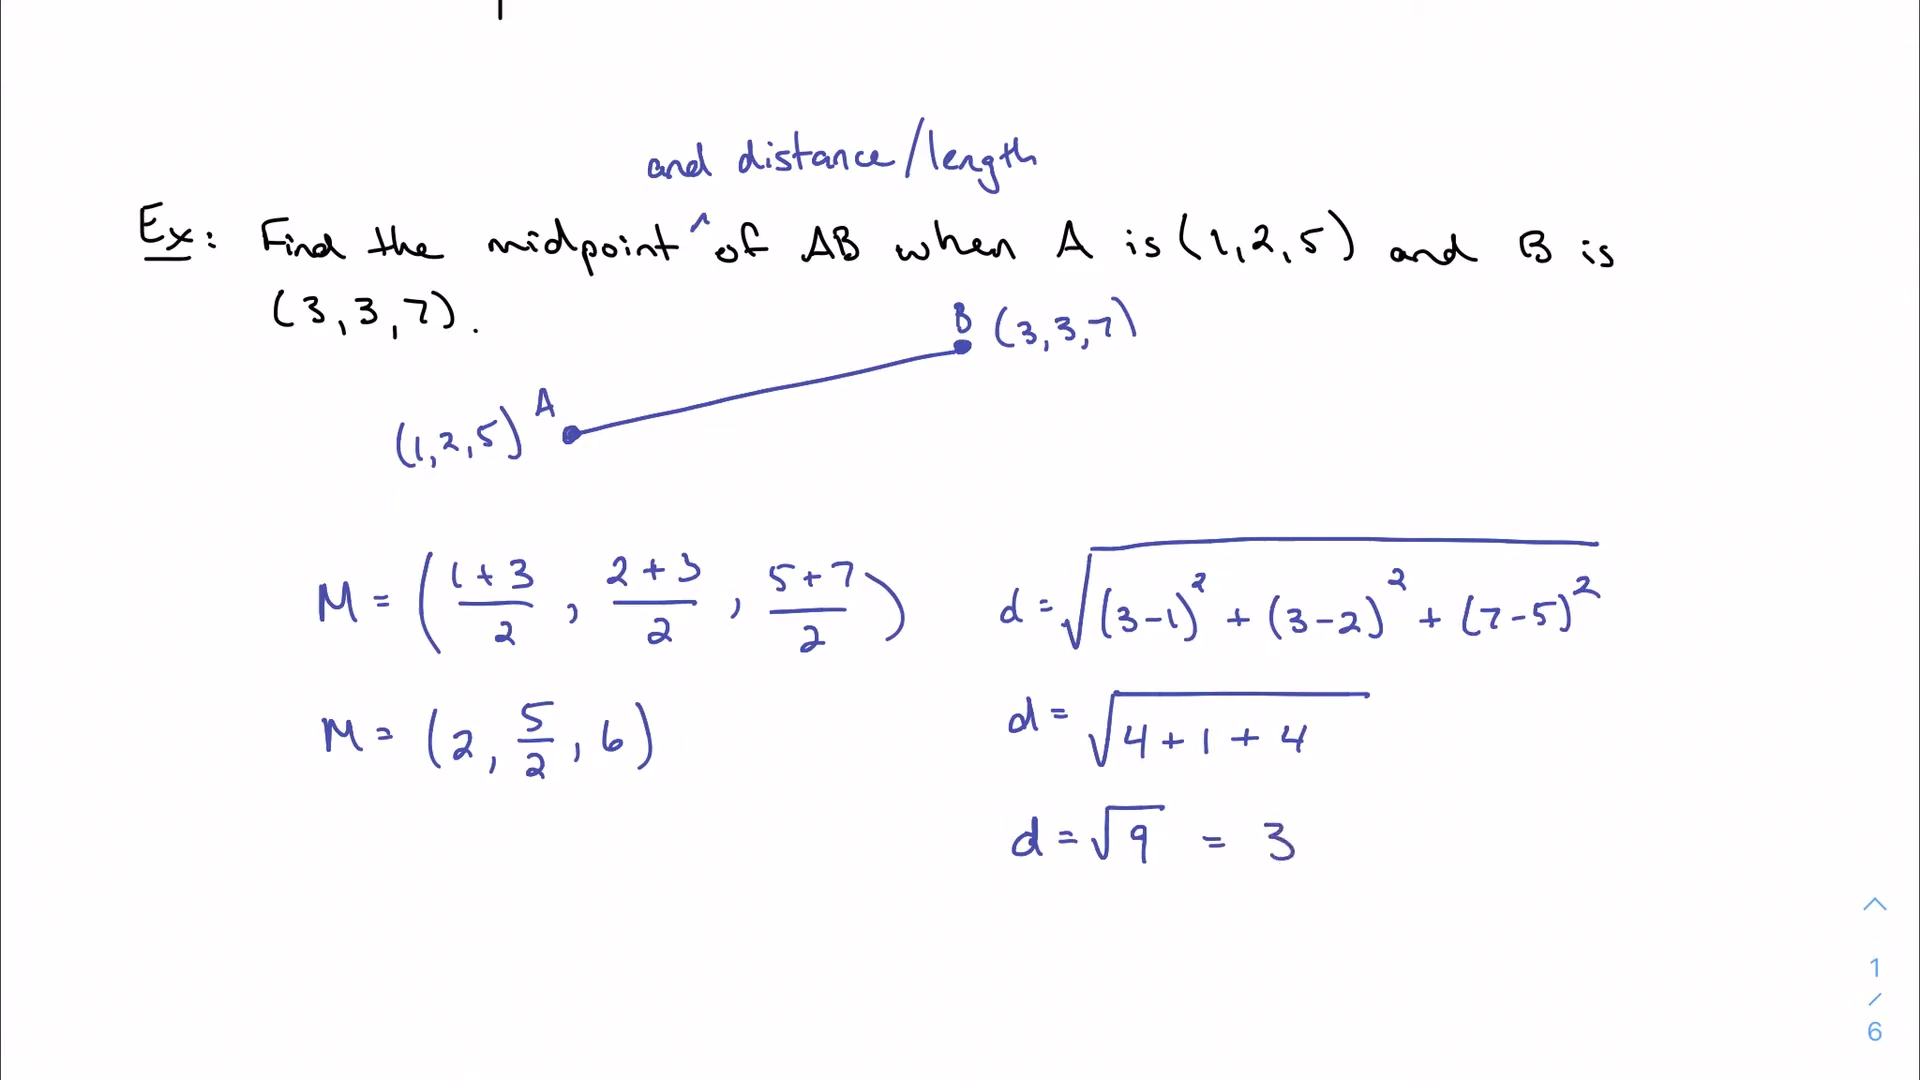 and distance/length
Ex: Find the midpoint ^ of AB when A is (1,2,5) and B is
(3,3,7).
B (3,3,7)
(1,2,5) A
M = ( (1+3)/2 , (2+3)/2 , (5+7)/2 )
d = √((3-1)² + (3-2)² + (7-5)²)
M = (2, 5/2, 6)
d = √(4+1+4)
d = √9 = 3
1
/
6